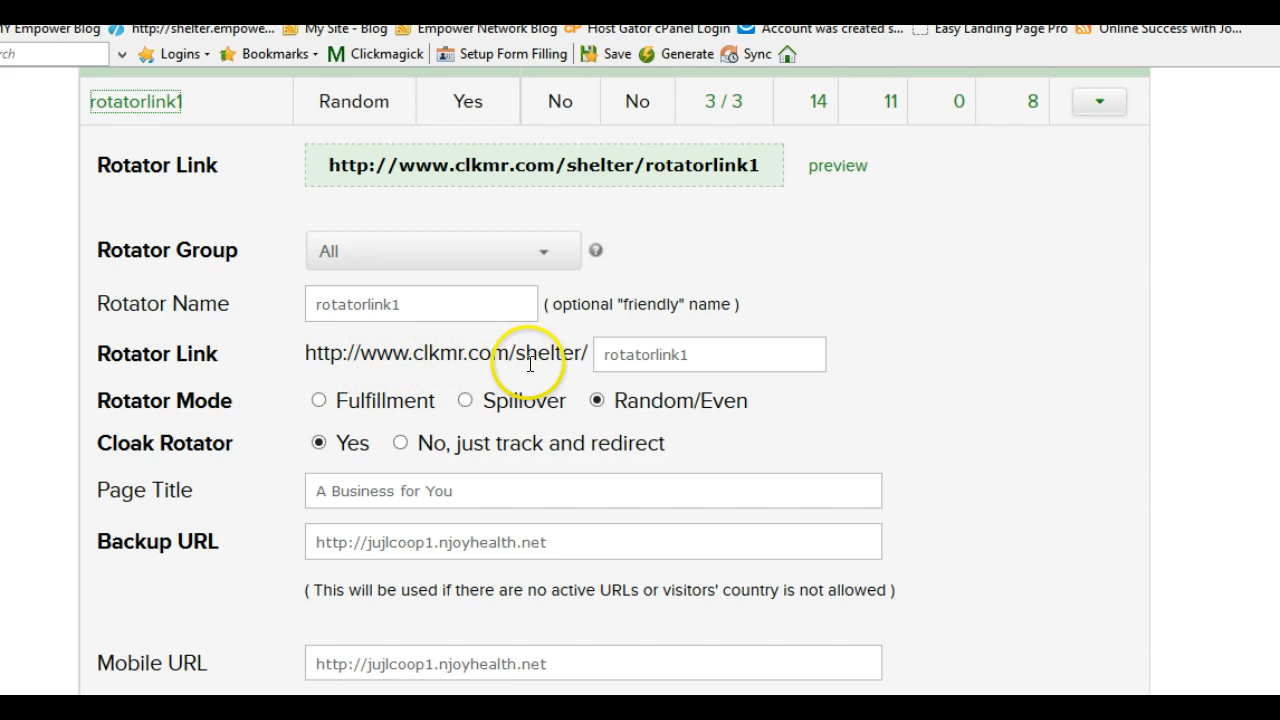 MY Empower Blog http://shelter.empowe... My Site - Blog Empower Network Blog Host Gator cPanel Login Account was created s... Easy Landing Page Pro Online Success with Jo...
rch Logins Bookmarks Clickmagick Setup Form Filling Save Generate Sync
rotatorlink1 Random Yes No No 3 / 3 14 11 0 8
Rotator Link http://www.clkmr.com/shelter/rotatorlink1 preview
Rotator Group All
Rotator Name rotatorlink1 ( optional "friendly" name )
Rotator Link http://www.clkmr.com/shelter/ rotatorlink1
Rotator Mode Fulfillment Spillover Random/Even
Cloak Rotator Yes No, just track and redirect
Page Title A Business for You
Backup URL http://jujlcoop1.njoyhealth.net
( This will be used if there are no active URLs or visitors' country is not allowed )
Mobile URL http://jujlcoop1.njoyhealth.net